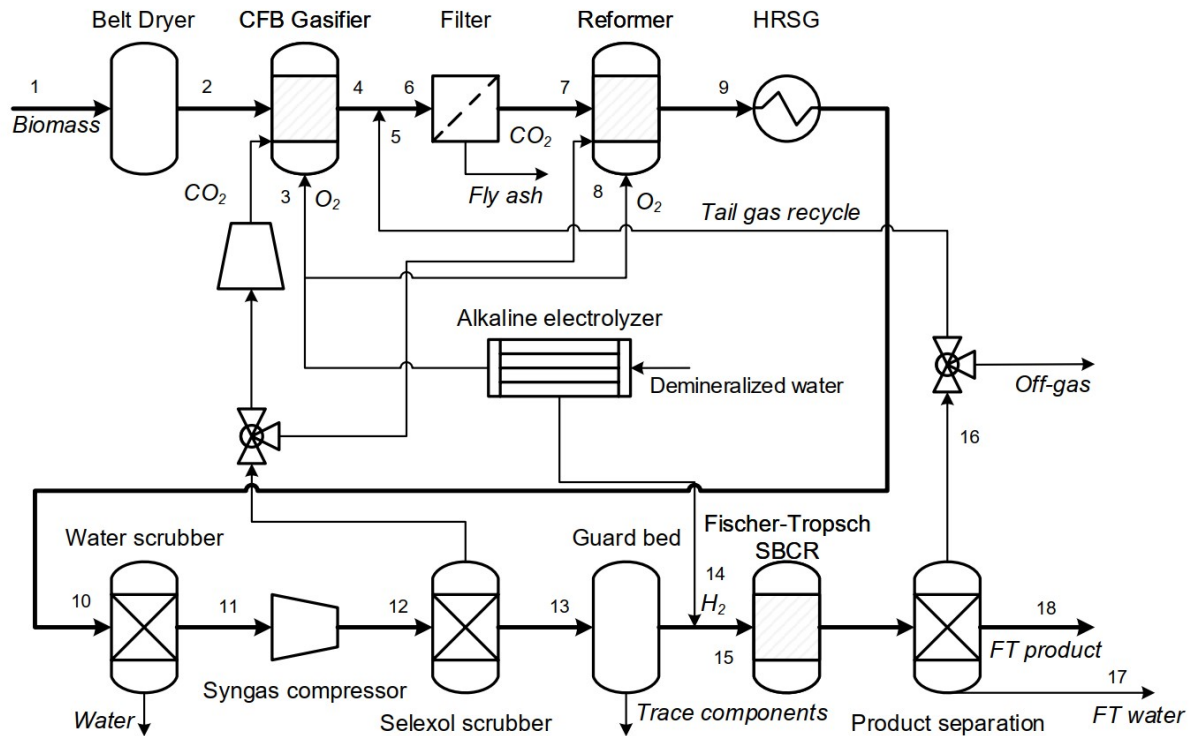 Belt Dryer
CFB Gasifier
Filter
Reformer
HRSG
1
2
4
6
7
9
Biomass
5
CO2
CO2
3
O2
Fly ash
8
O2
Tail gas recycle
Alkaline electrolyzer
Demineralized water
Off-gas
16
Water scrubber
Guard bed
Fischer-Tropsch
SBCR
10
11
12
13
14
H2
15
18
FT product
17
Syngas compressor
Water
Selexol scrubber
Trace components
Product separation
FT water